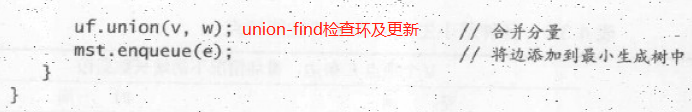 uf.union(v, w); union-find检查环及更新 // 合并分量
mst.enqueue(e); // 将边添加到最小生成树中
}
}